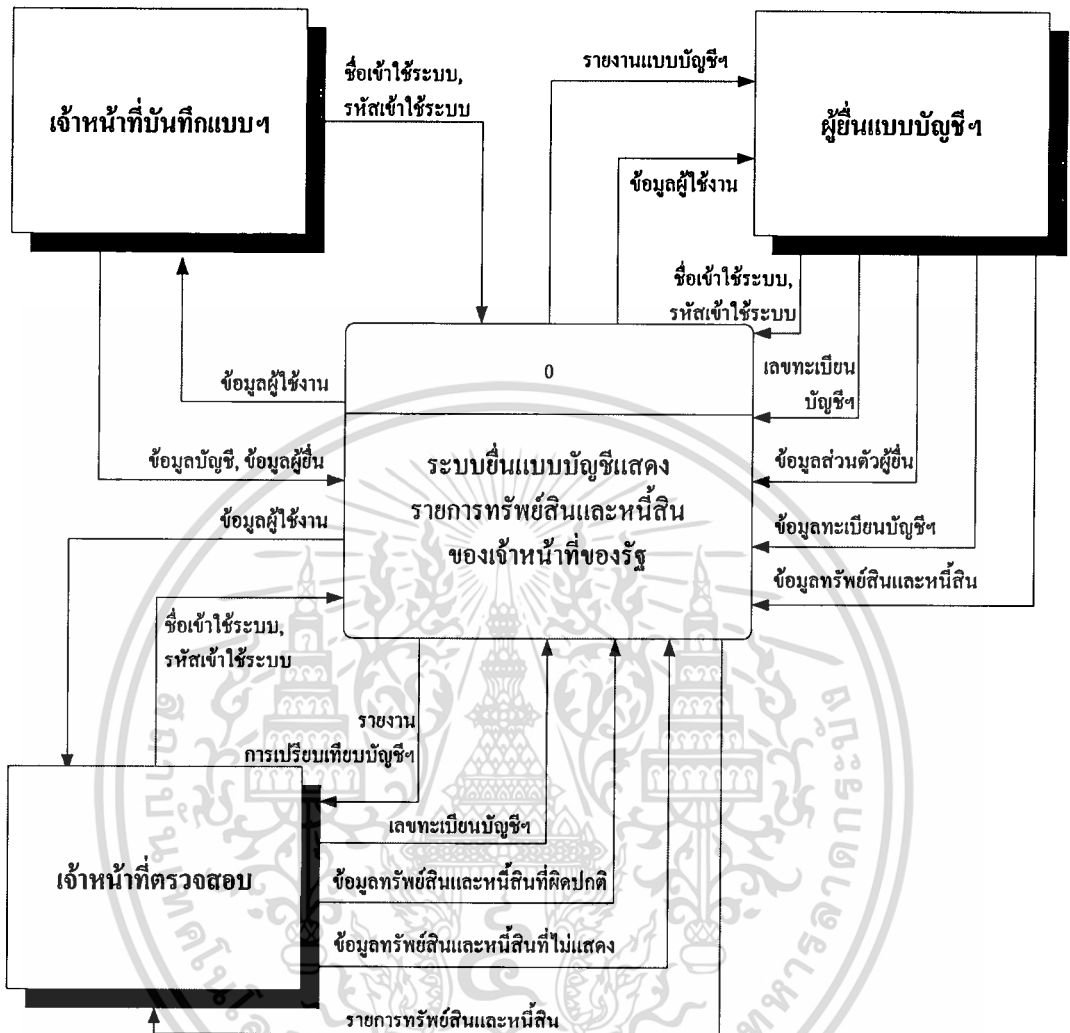 ชื่อเข้าใช้ระบบ,
รหัสเข้าใช้ระบบ
รายงานแบบบัญชีฯ
เจ้าหน้าที่บันทึกแบบฯ
ผู้ยื่นแบบบัญชีฯ
ข้อมูลผู้ใช้งาน
ชื่อเข้าใช้ระบบ,
รหัสเข้าใช้ระบบ
0
เลขทะเบียน
บัญชีฯ
ข้อมูลผู้ใช้งาน
ข้อมูลบัญชี, ข้อมูลผู้ยื่น
ระบบยื่นแบบบัญชีแสดง
รายการทรัพย์สินและหนี้สิน
ของเจ้าหน้าที่ของรัฐ
ข้อมูลส่วนตัวผู้ยื่น
ข้อมูลผู้ใช้งาน
ข้อมูลทะเบียนบัญชีฯ
ข้อมูลทรัพย์สินและหนี้สิน
ชื่อเข้าใช้ระบบ,
รหัสเข้าใช้ระบบ
รายงาน
การเปรียบเทียบบัญชีฯ
เลขทะเบียนบัญชีฯ
เจ้าหน้าที่ตรวจสอบ
ข้อมูลทรัพย์สินและหนี้สินที่ผิดปกติ
ข้อมูลทรัพย์สินและหนี้สินที่ไม่แสดง
รายการทรัพย์สินและหนี้สิน